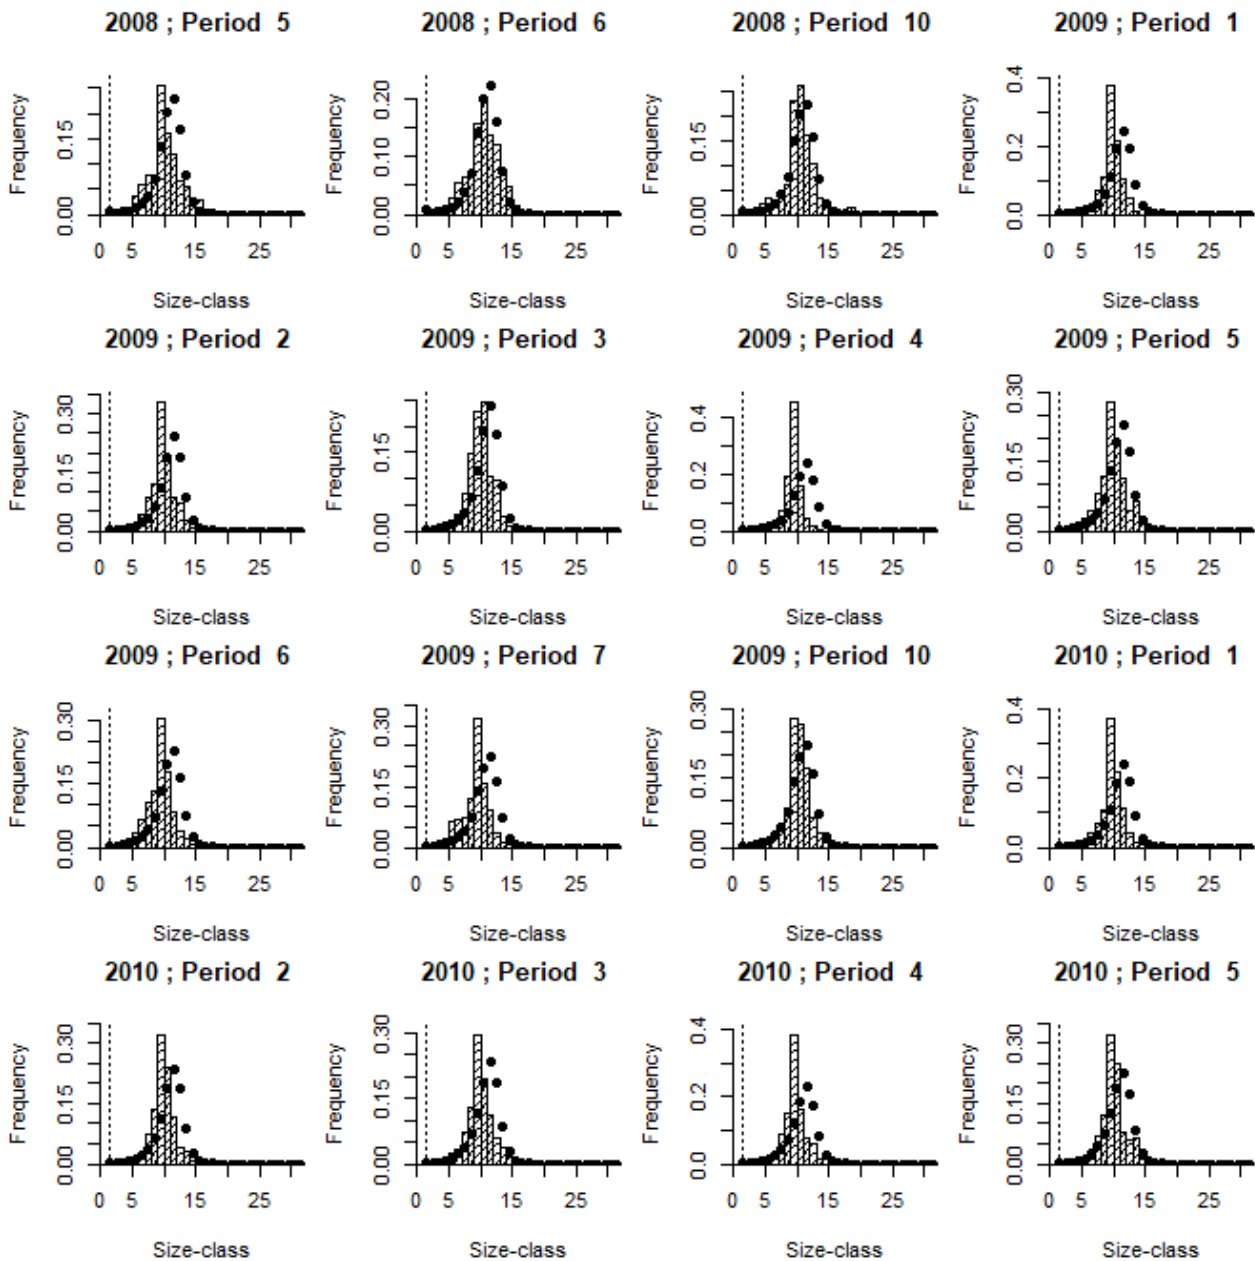 2008 ; Period 5
2008 ; Period 6
2008 ; Period 10
2009 ; Period 1
Frequency
0.00
0.15
0 5 15 25
Size-class
Frequency
0.00
0.10
0.20
0 5 15 25
Size-class
Frequency
0.00
0.15
0 5 15 25
Size-class
Frequency
0.0
0.2
0.4
0 5 15 25
Size-class
2009 ; Period 2
2009 ; Period 3
2009 ; Period 4
2009 ; Period 5
Frequency
0.00
0.15
0.30
0 5 15 25
Size-class
Frequency
0.00
0.15
0 5 15 25
Size-class
Frequency
0.0
0.2
0.4
0 5 15 25
Size-class
Frequency
0.00
0.15
0.30
0 5 15 25
Size-class
2009 ; Period 6
2009 ; Period 7
2009 ; Period 10
2010 ; Period 1
Frequency
0.00
0.15
0.30
0 5 15 25
Size-class
Frequency
0.00
0.15
0.30
0 5 15 25
Size-class
Frequency
0.00
0.15
0.30
0 5 15 25
Size-class
Frequency
0.0
0.2
0.4
0 5 15 25
Size-class
2010 ; Period 2
2010 ; Period 3
2010 ; Period 4
2010 ; Period 5
Frequency
0.00
0.15
0.30
0 5 15 25
Size-class
Frequency
0.00
0.15
0.30
0 5 15 25
Size-class
Frequency
0.0
0.2
0.4
0 5 15 25
Size-class
Frequency
0.00
0.15
0.30
0 5 15 25
Size-class